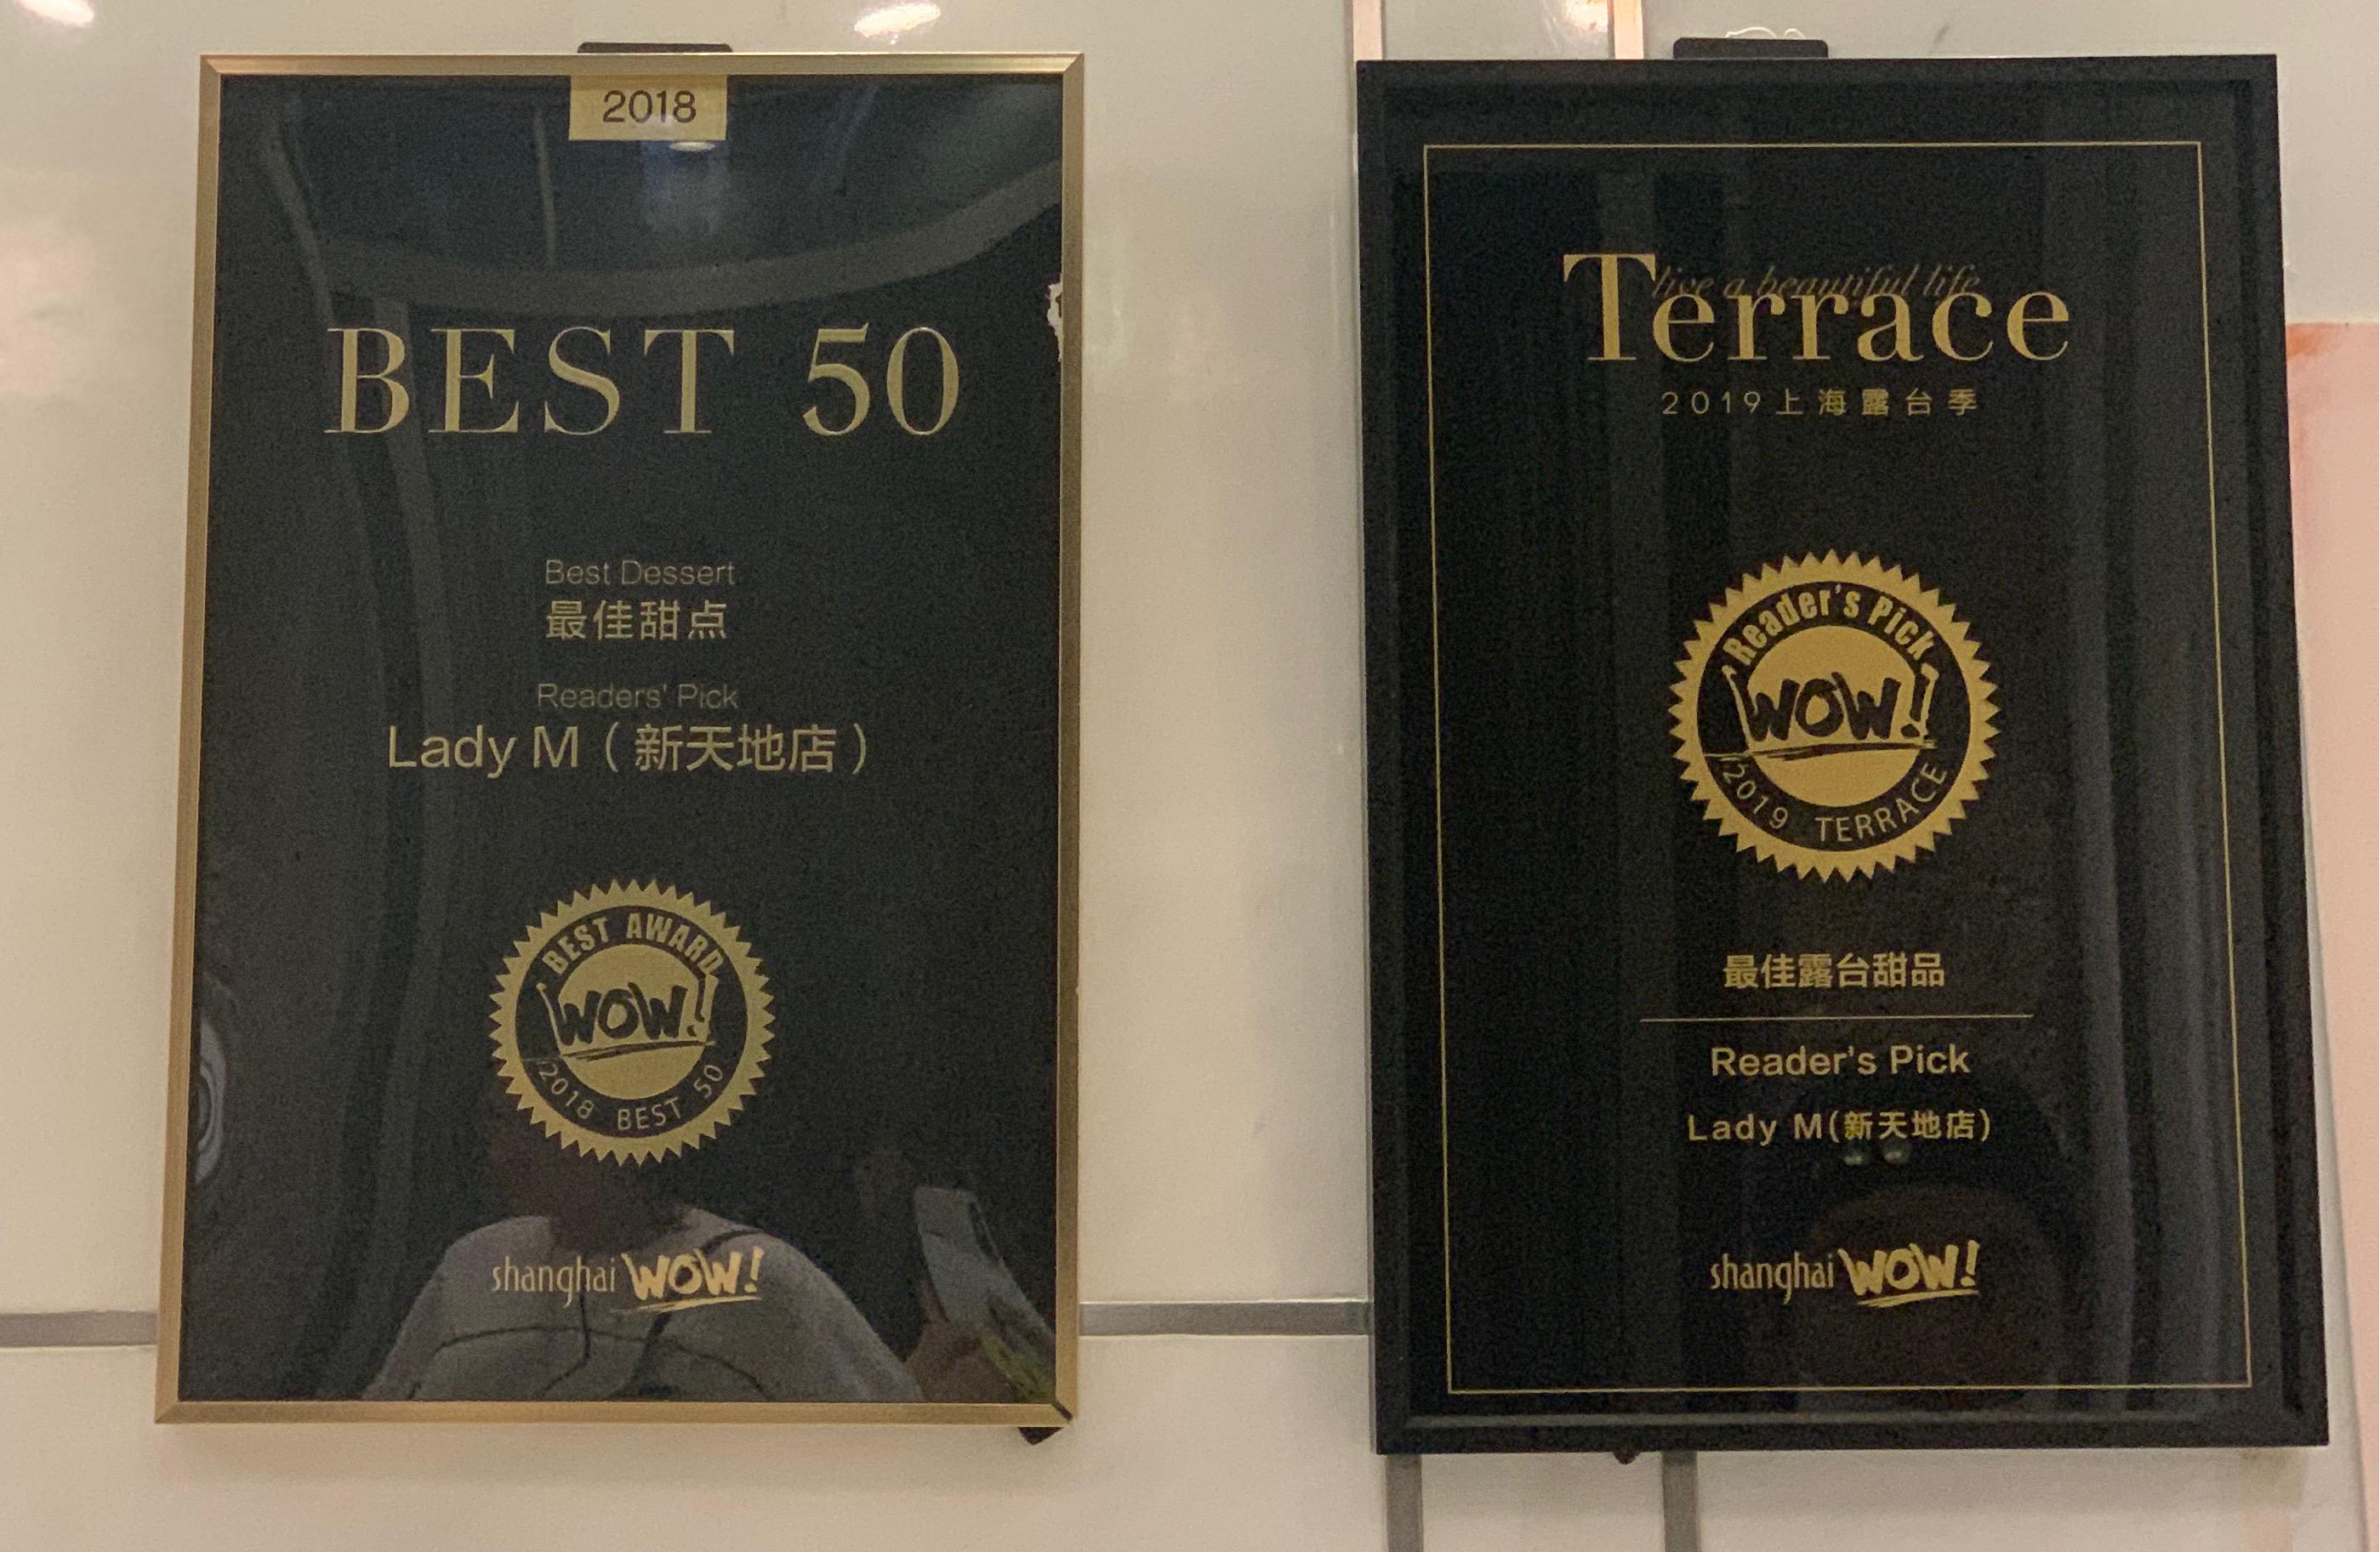 2018
BEST 50
Best Dessert
最佳甜点
Readers' Pick
Lady M（新天地店）
BEST AWARD
WOW!
2018 BEST 50
shanghai WOW!
live a beautiful life
Terrace
2019上海露台季
Reader's Pick
WOW!
2019 TERRACE
最佳露台甜品
Reader's Pick
Lady M(新天地店)
shanghai WOW!